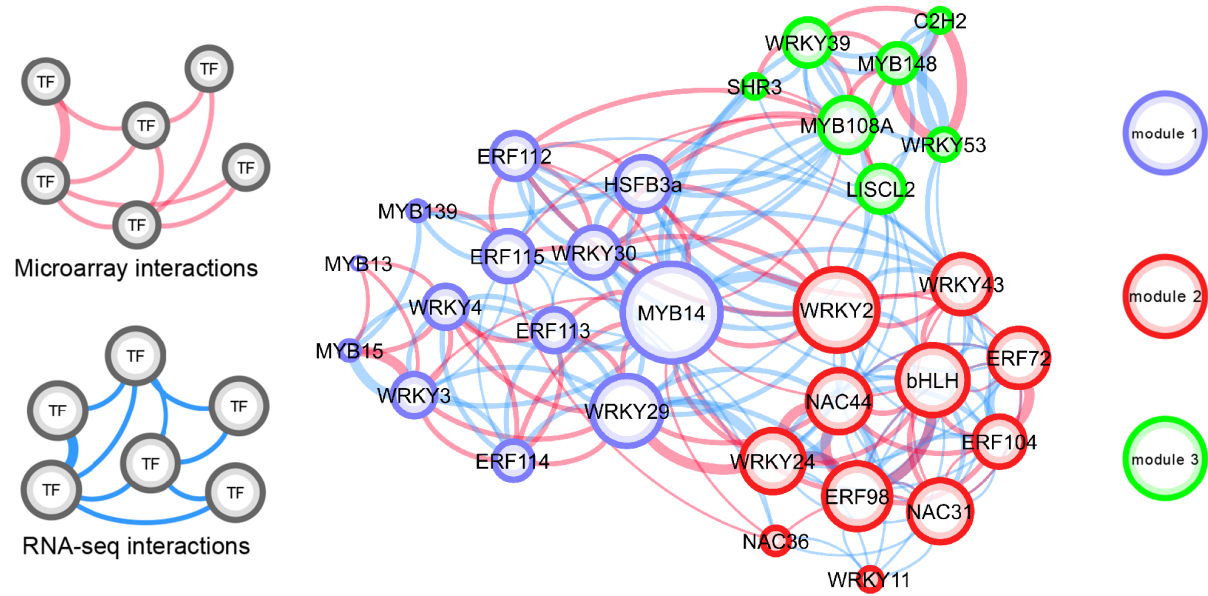 TF
TF
TF
TF
TF
TF
Microarray interactions
TF
TF
TF
TF
TF
TF
RNA-seq interactions
C2H2
WRKY39
MYB148
SHR3
MYB108A
WRKY53
ERF112
HSFB3a
LISCL2
MYB139
ERF115
WRKY30
MYB13
WRKY43
WRKY4
MYB14
WRKY2
ERF113
MYB15
ERF72
bHLH
WRKY3
NAC44
WRKY29
ERF104
ERF114
WRKY24
ERF98
NAC31
NAC36
WRKY11
module 1
module 2
module 3